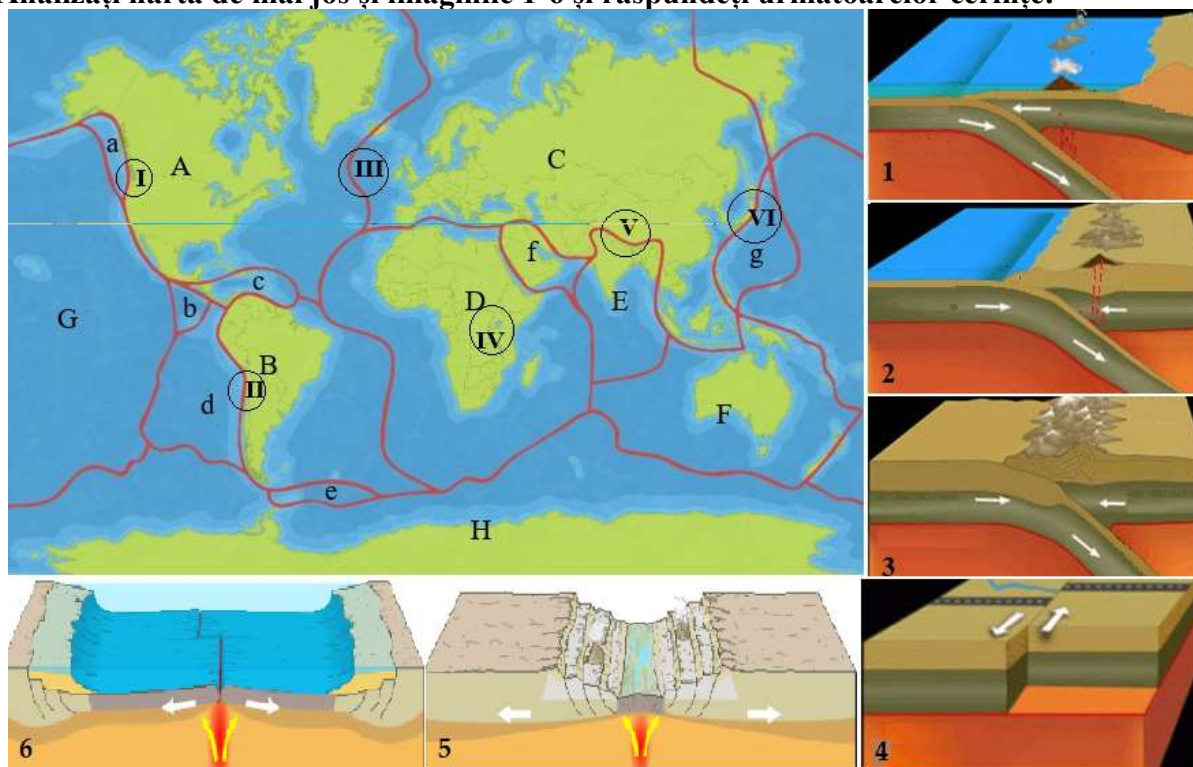 Analizați harta de mai jos și imaginile 1-6 și răspundeți următoarelor cerințe:
a
I
A
III
C
V
VI
g
f
c
b
G
D
IV
E
B
II
d
F
e
H
1
2
3
4
6
5